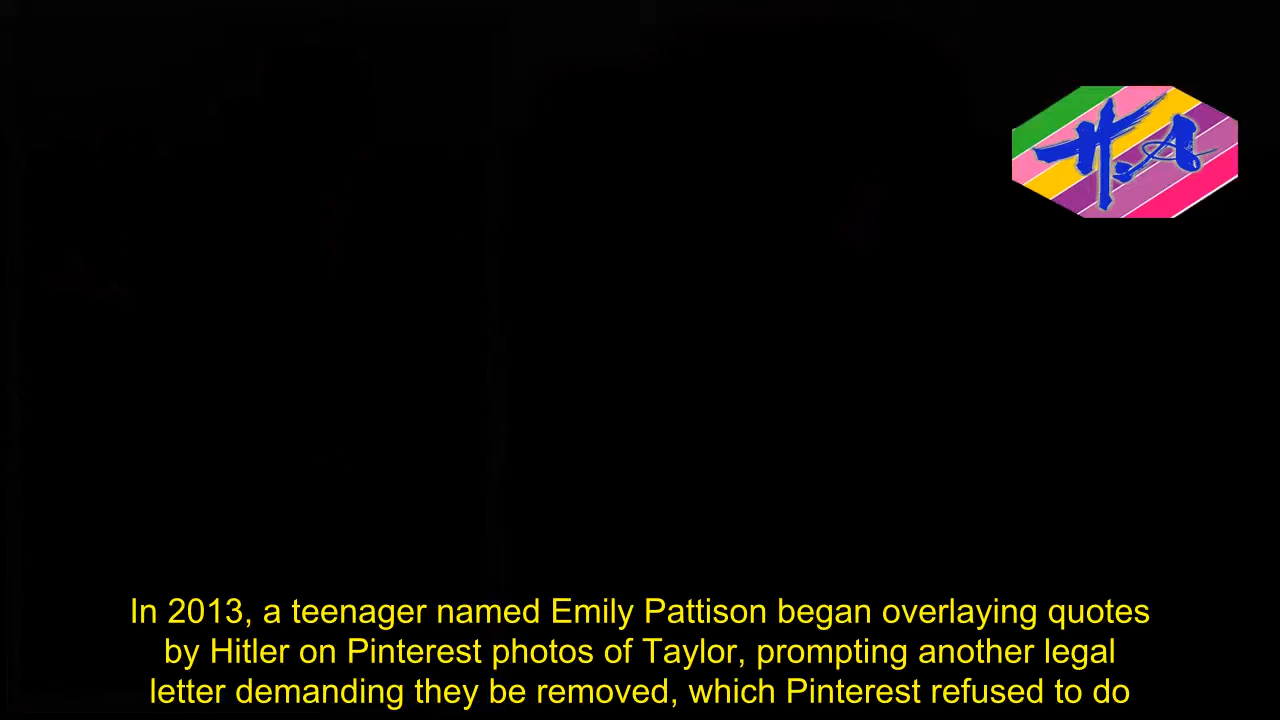 H.A
In 2013, a teenager named Emily Pattison began overlaying quotes
by Hitler on Pinterest photos of Taylor, prompting another legal
letter demanding they be removed, which Pinterest refused to do